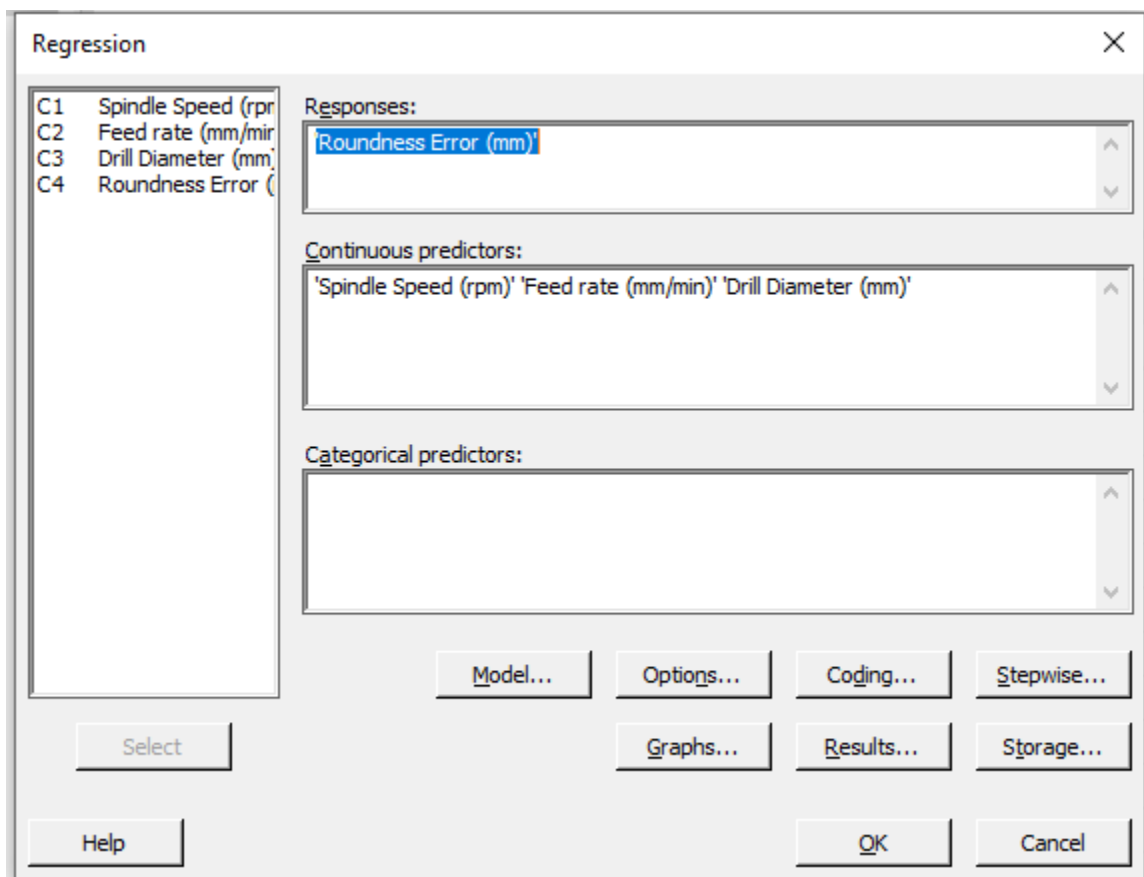 Regression
C1 Spindle Speed (rpm
C2 Feed rate (mm/min
C3 Drill Diameter (mm)
C4 Roundness Error (
Responses:
'Roundness Error (mm)'
Continuous predictors:
'Spindle Speed (rpm)' 'Feed rate (mm/min)' 'Drill Diameter (mm)'
Categorical predictors:
Model...
Options...
Coding...
Stepwise...
Select
Graphs...
Results...
Storage...
Help
OK
Cancel